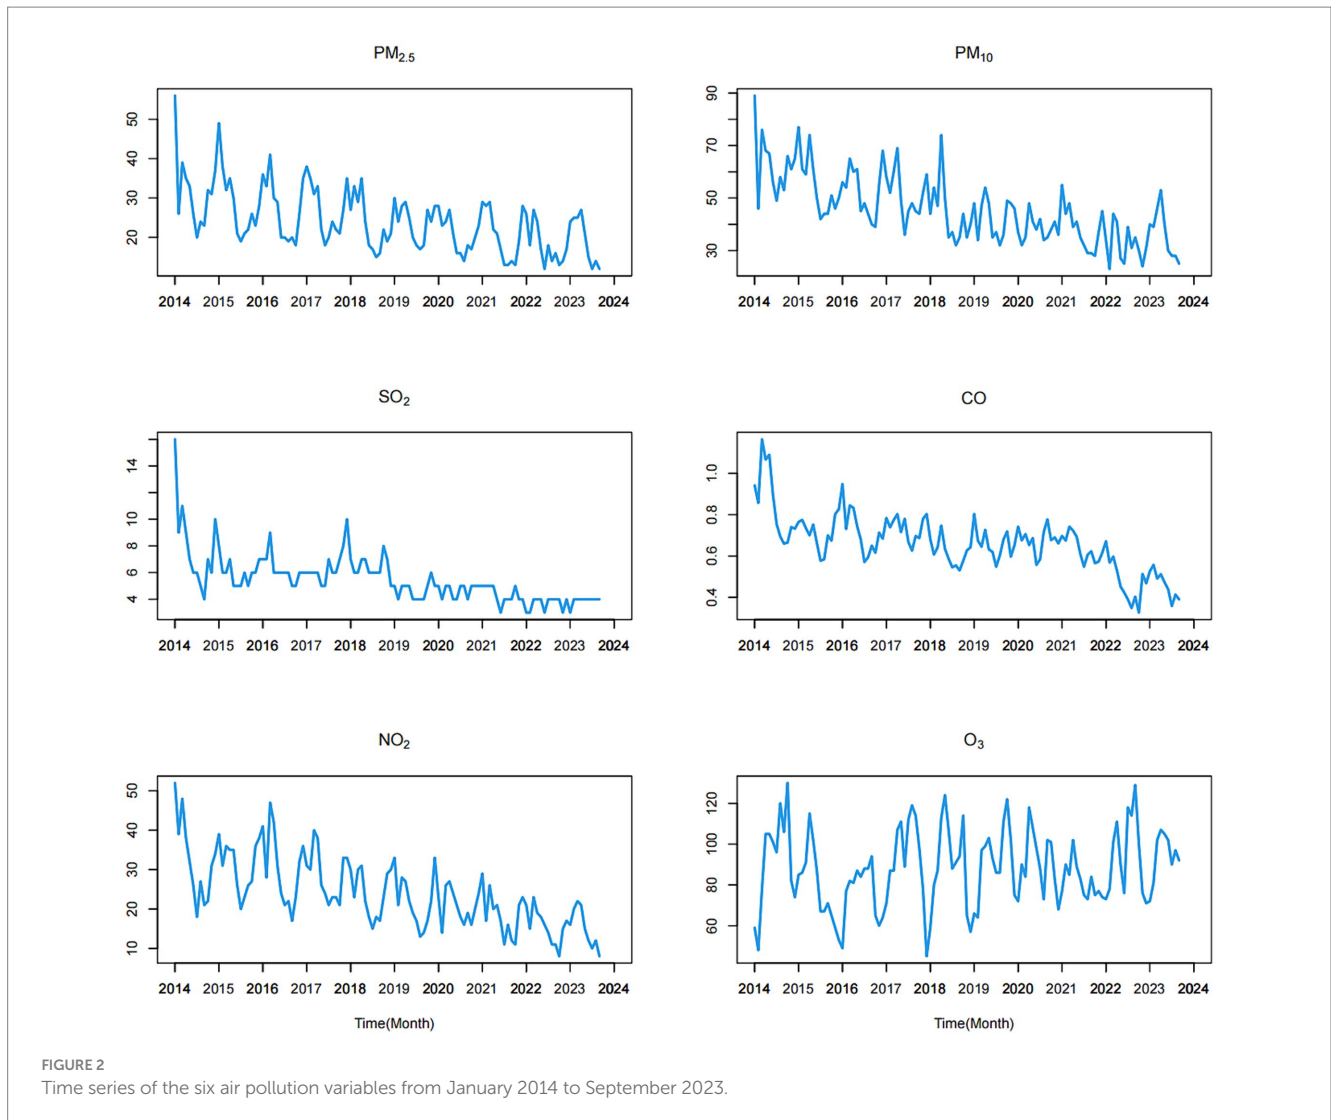 PM2.5
50
40
30
20
2014 2015 2016 2017 2018 2019 2020 2021 2022 2023 2024
PM10
90
70
50
30
2014 2015 2016 2017 2018 2019 2020 2021 2022 2023 2024
SO2
14
10
8
6
4
2014 2015 2016 2017 2018 2019 2020 2021 2022 2023 2024
CO
1.0
0.8
0.6
0.4
2014 2015 2016 2017 2018 2019 2020 2021 2022 2023 2024
NO2
50
40
30
20
10
2014 2015 2016 2017 2018 2019 2020 2021 2022 2023 2024
Time(Month)
O3
120
100
80
60
2014 2015 2016 2017 2018 2019 2020 2021 2022 2023 2024
Time(Month)
FIGURE 2
Time series of the six air pollution variables from January 2014 to September 2023.